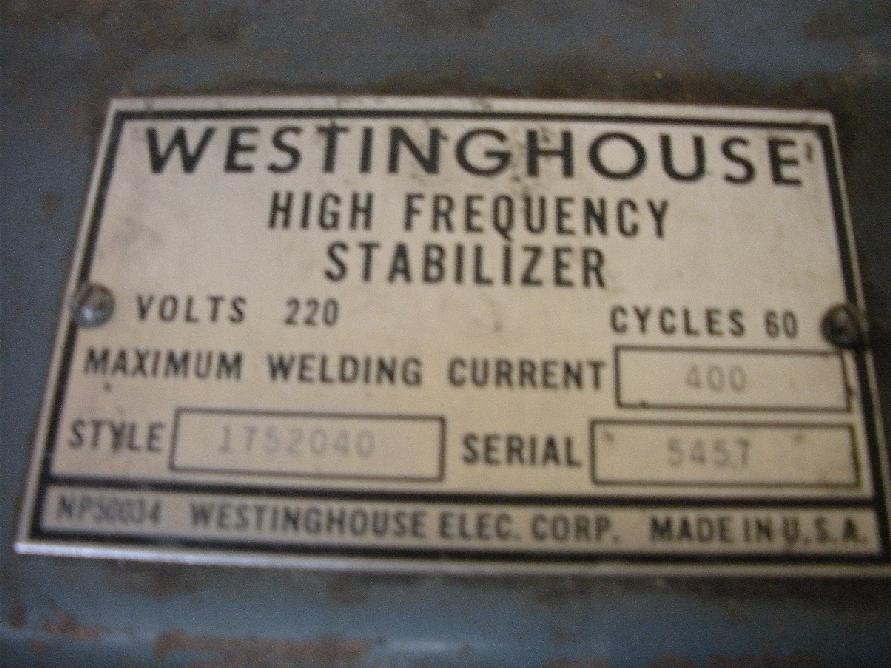 WESTINGHOUSE
HIGH FREQUENCY
STABILIZER
VOLTS 220 CYCLES 60
MAXIMUM WELDING CURRENT 400
STYLE 1752040 SERIAL 5457
NP50034 WESTINGHOUSE ELEC. CORP. MADE IN U.S.A.